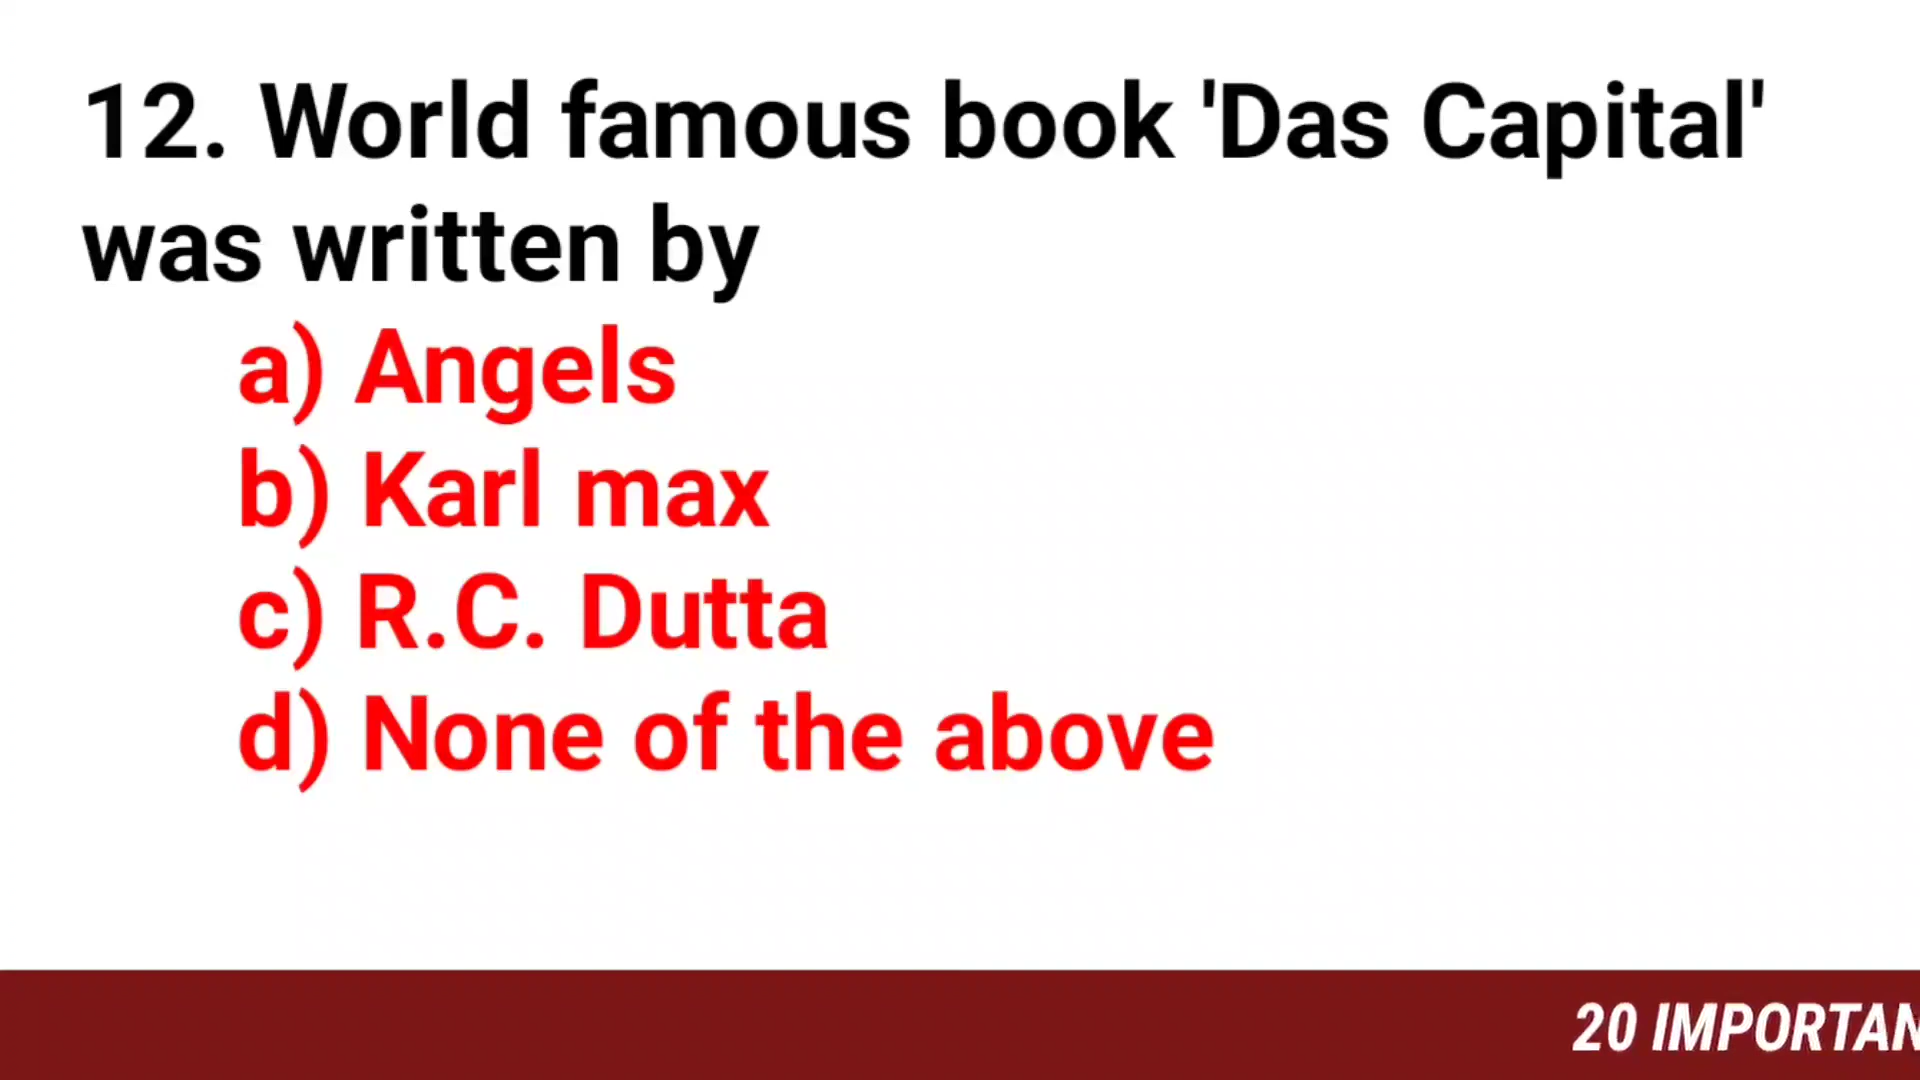 12. World famous book 'Das Capital'
was written by
a) Angels
b) Karl max
c) R.C. Dutta
d) None of the above
20 IMPORTAN